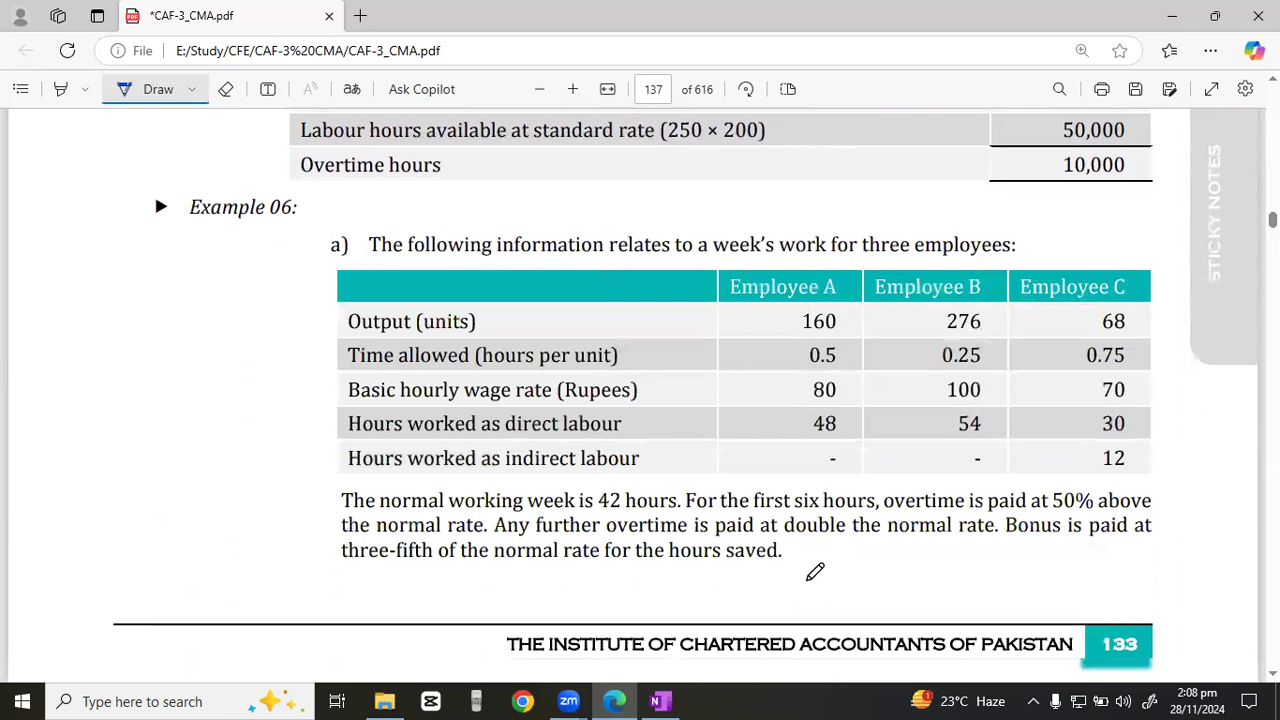 *CAF-3_CMA.pdf
File E:/Study/CFE/CAF-3%20CMA/CAF-3_CMA.pdf
Draw Ask Copilot 137 of 616
Labour hours available at standard rate (250 × 200) 50,000
Overtime hours 10,000
Example 06:
a) The following information relates to a week's work for three employees:
Employee A Employee B Employee C
Output (units) 160 276 68
Time allowed (hours per unit) 0.5 0.25 0.75
Basic hourly wage rate (Rupees) 80 100 70
Hours worked as direct labour 48 54 30
Hours worked as indirect labour - - 12
The normal working week is 42 hours. For the first six hours, overtime is paid at 50% above
the normal rate. Any further overtime is paid at double the normal rate. Bonus is paid at
three-fifth of the normal rate for the hours saved.
THE INSTITUTE OF CHARTERED ACCOUNTANTS OF PAKISTAN 133
STICKY NOTES
Type here to search
23°C Haze
2:08 pm
28/11/2024